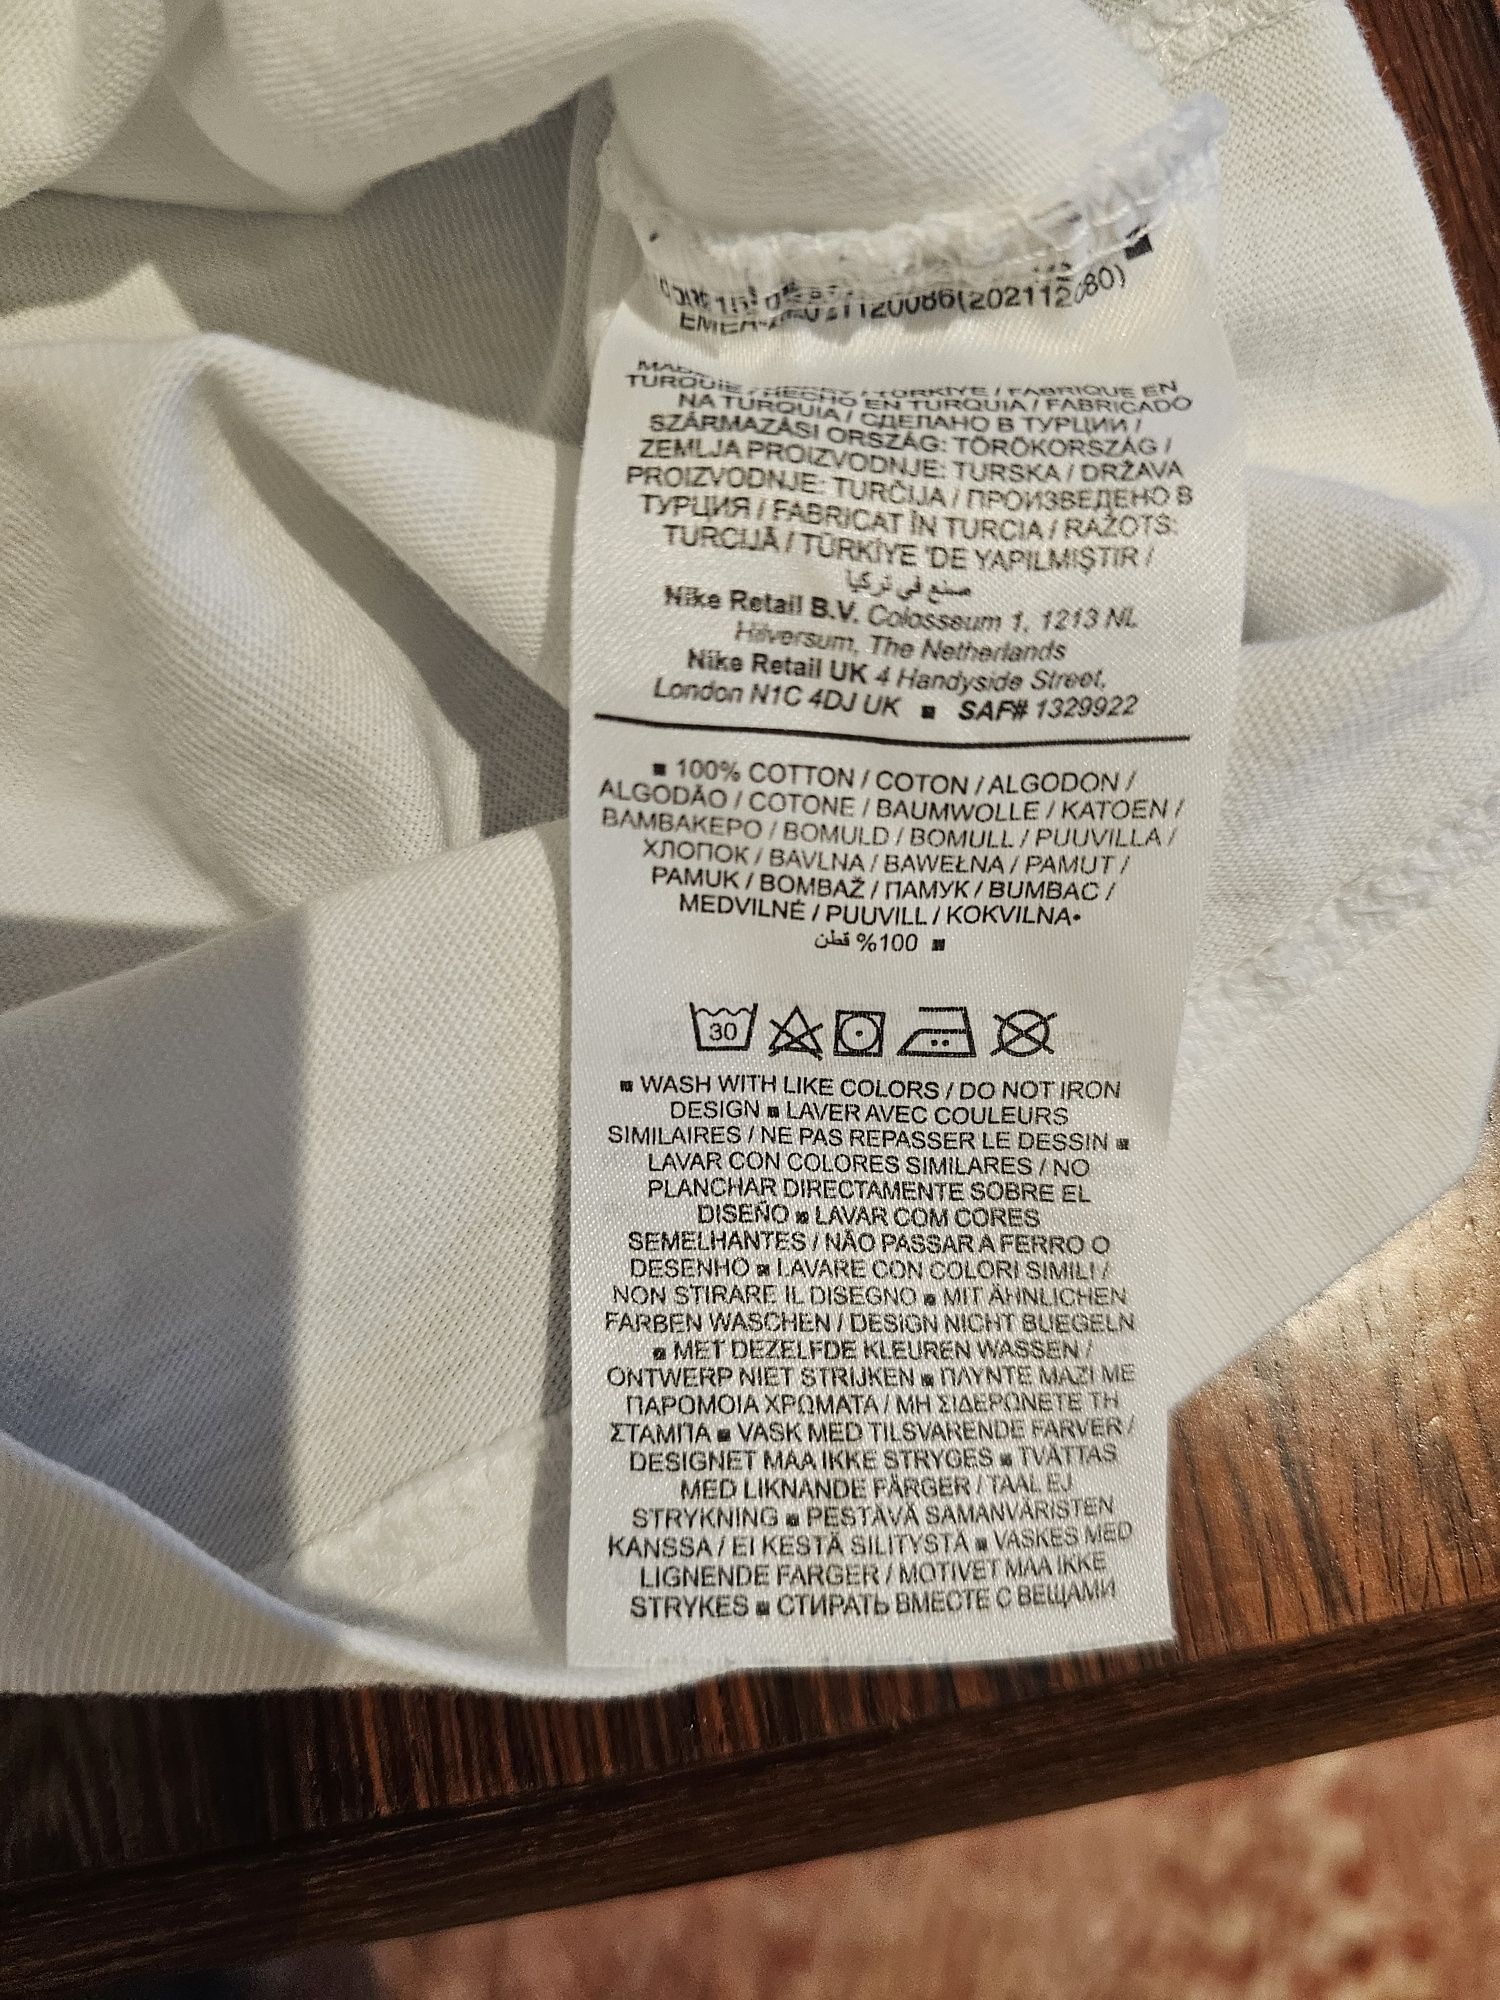 TURQUIE / HECHO / TÜRKİYE / FABRIQUE EN
NA TURQUIA / EN TURQUIA / FABRICADO
SZÁRMAZÁSI ORSZÁG: TÖRÖKORSZÁG / СДЕЛАНО В ТУРЦИИ /
ZEMLJA PROIZVODNJE: TURSKA / DRŽAVA
PROIZVODNJE: TURČIJA / ПРОИЗВЕДЕНО В
ТУРЦИЯ / FABRICAT ÎN TURCIA / RAŽOTS:
TURCIJĀ / TÜRKİYE 'DE YAPILMIŞTIR /
صنع في تركيا
Nike Retail B.V. Colosseum 1, 1213 NL
Hilversum, The Netherlands
Nike Retail UK 4 Handyside Street,
London N1C 4DJ UK ■ SAF# 1329922
■ 100% COTTON / COTON / ALGODON /
ALGODÃO / COTONE / BAUMWOLLE / KATOEN /
BAMBAKEPO / BOMULD / BOMULL / PUUVILLA /
ХЛОПОК / BAVLNA / BAWEŁNA / PAMUT /
PAMUK / BOMBAŽ / ПАМУК / BUMBAC /
MEDVILNĖ / PUUVILL / KOKVILNA•
■ 100% قطن
30
■ WASH WITH LIKE COLORS / DO NOT IRON
DESIGN ■ LAVER AVEC COULEURS
SIMILAIRES / NE PAS REPASSER LE DESSIN ■
LAVAR CON COLORES SIMILARES / NO
PLANCHAR DIRECTAMENTE SOBRE EL
DISEÑO ■ LAVAR COM CORES
SEMELHANTES / NÃO PASSAR A FERRO O
DESENHO ■ LAVARE CON COLORI SIMILI /
NON STIRARE IL DISEGNO ■ MIT ÄHNLICHEN
FARBEN WASCHEN / DESIGN NICHT BUEGELN
■ MET DEZELFDE KLEUREN WASSEN /
ONTWERP NIET STRIJKEN ■ ΠΛΥΝΤΕ ΜΑΖΙ ΜΕ
ΠΑΡΟΜΟΙΑ ΧΡΩΜΑΤΑ / ΜΗ ΣΙΔΕΡΩΝΕΤΕ ΤΗ
ΣΤΑΜΠΑ ■ VASK MED TILSVARENDE FARVER /
DESIGNET MAA IKKE STRYGES ■ TVÄTTAS
MED LIKNANDE FÄRGER / TAAL EJ
STRYKNING ■ PESTÄVÄ SAMANVÄRISTEN
KANSSA / EI KESTÄ SILITYSTÄ ■ VASKES MED
LIGNENDE FARGER / MOTIVET MAA IKKE
STRYKES ■ СТИРАТЬ ВМЕСТЕ С ВЕЩАМИ